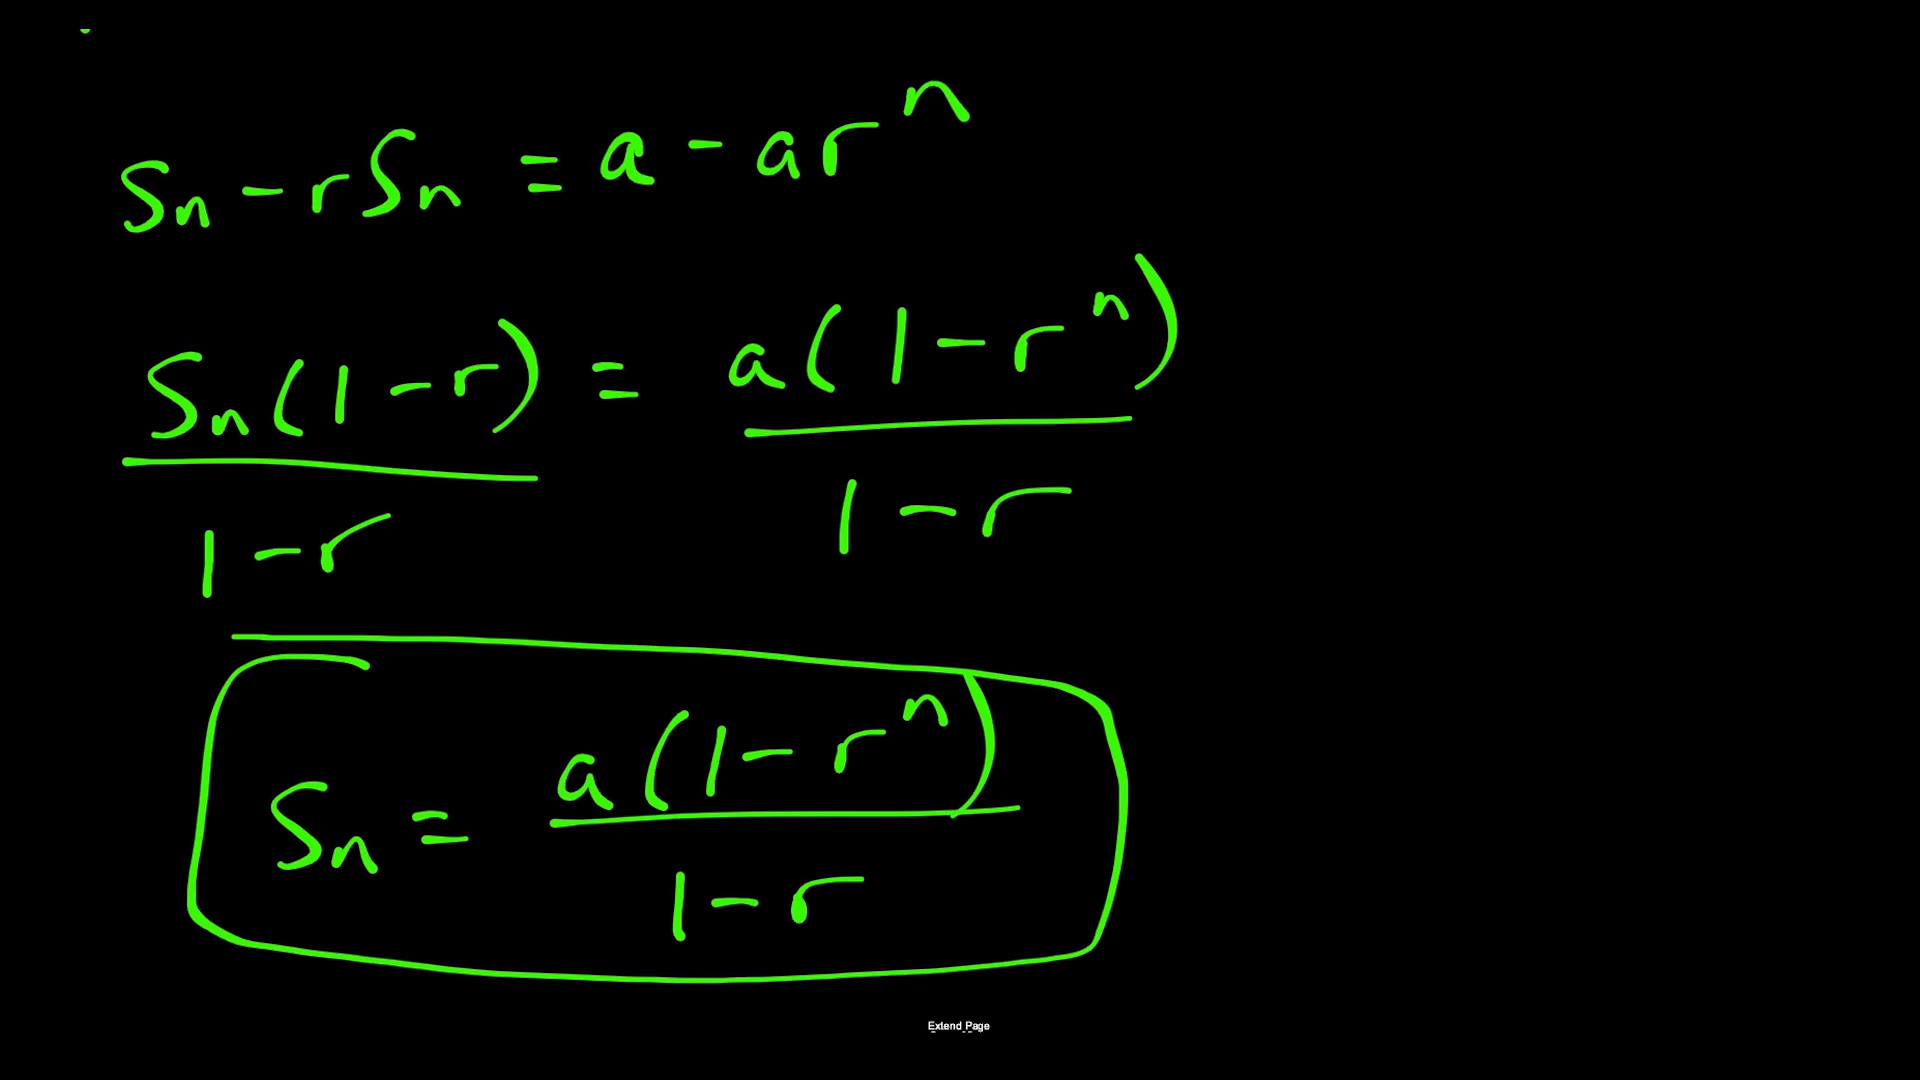 Sn - rSn = a - ar^n
Sn(1 - r) / 1 - r = a(1 - r^n) / 1 - r
Sn = a(1 - r^n) / 1 - r
Extend Page